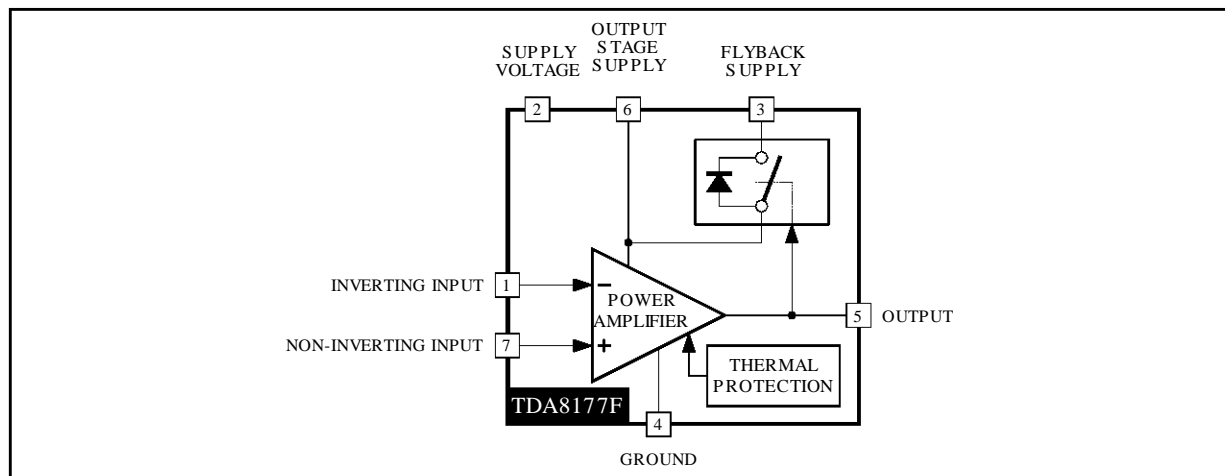 OUTPUT
STAGE
SUPPLY
SUPPLY
VOLTAGE
FLYBACK
SUPPLY
2
6
3
INVERTING INPUT
1
−
POWER
AMPLIFIER
5
OUTPUT
NON-INVERTING INPUT
7
+
THERMAL
PROTECTION
TDA8177F
4
GROUND